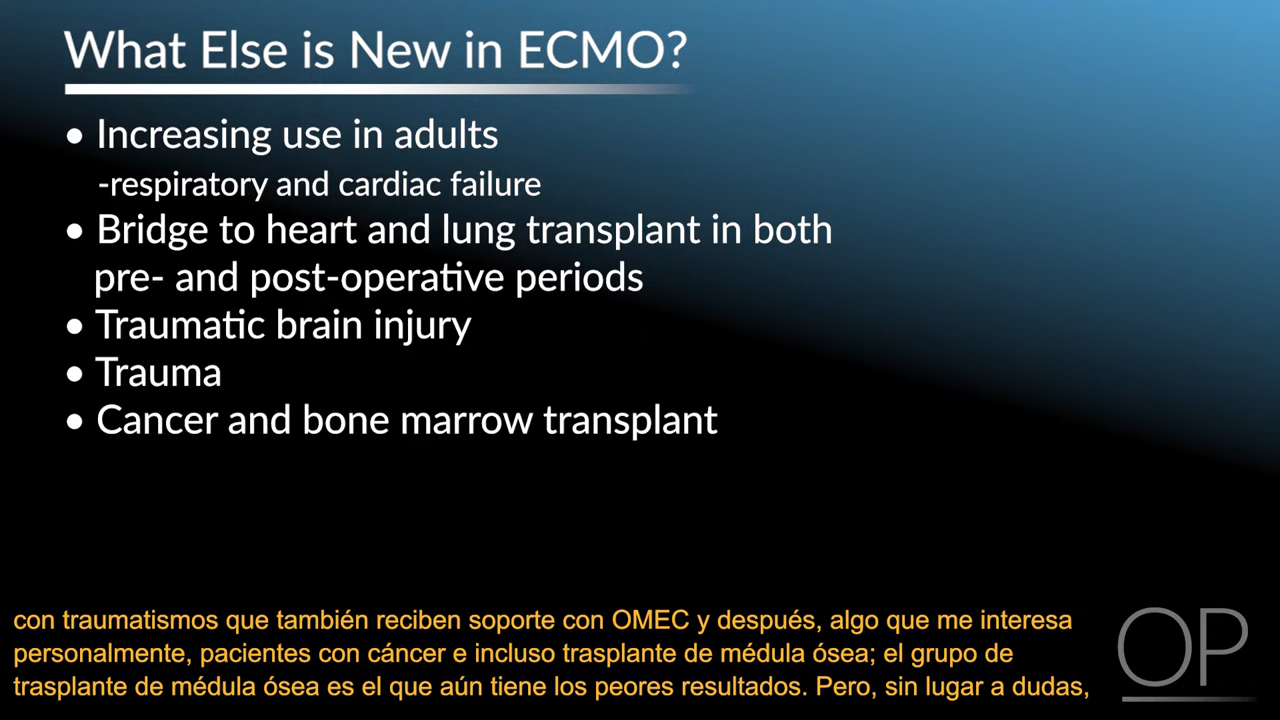 What Else is New in ECMO?
• Increasing use in adults
-respiratory and cardiac failure
• Bridge to heart and lung transplant in both
pre- and post-operative periods
• Traumatic brain injury
• Trauma
• Cancer and bone marrow transplant
con traumatismos que también reciben soporte con OMEC y después, algo que me interesa
personalmente, pacientes con cáncer e incluso trasplante de médula ósea; el grupo de
trasplante de médula ósea es el que aún tiene los peores resultados. Pero, sin lugar a dudas,
OP